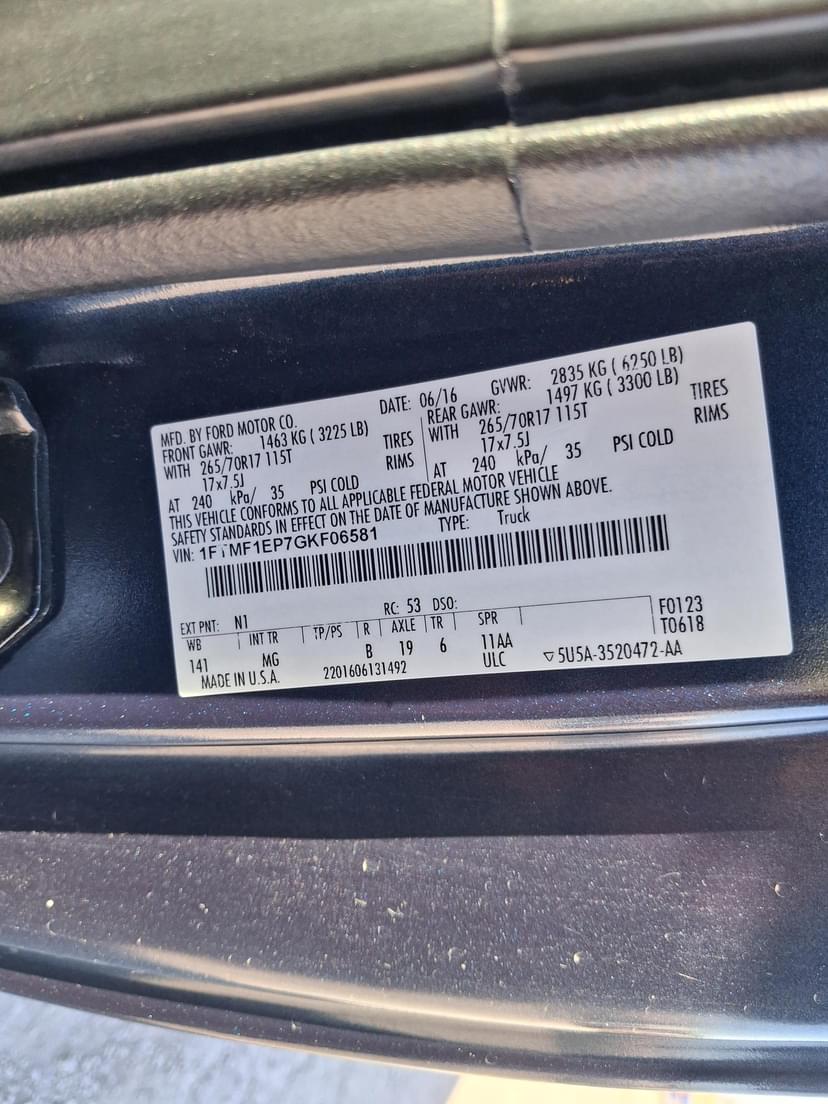 MFD. BY FORD MOTOR CO. DATE: 06/16 GVWR: 2835 KG ( 6250 LB)
FRONT GAWR: 1463 KG ( 3225 LB) REAR GAWR: 1497 KG ( 3300 LB)
WITH 265/70R17 115T TIRES WITH 265/70R17 115T TIRES
17x7.5J RIMS 17x7.5J RIMS
AT 240 kPa/ 35 PSI COLD AT 240 kPa/ 35 PSI COLD
THIS VEHICLE CONFORMS TO ALL APPLICABLE FEDERAL MOTOR VEHICLE
SAFETY STANDARDS IN EFFECT ON THE DATE OF MANUFACTURE SHOWN ABOVE.
VIN: 1FTMF1EP7GKF06581 TYPE: Truck
EXT PNT: N1 RC: 53 DSO: F0123
WB INT TR TP/PS R AXLE TR SPR T0618
141 MG B 19 6 11AA
MADE IN U.S.A. 2201606131492 ULC ▽5U5A-3520472-AA